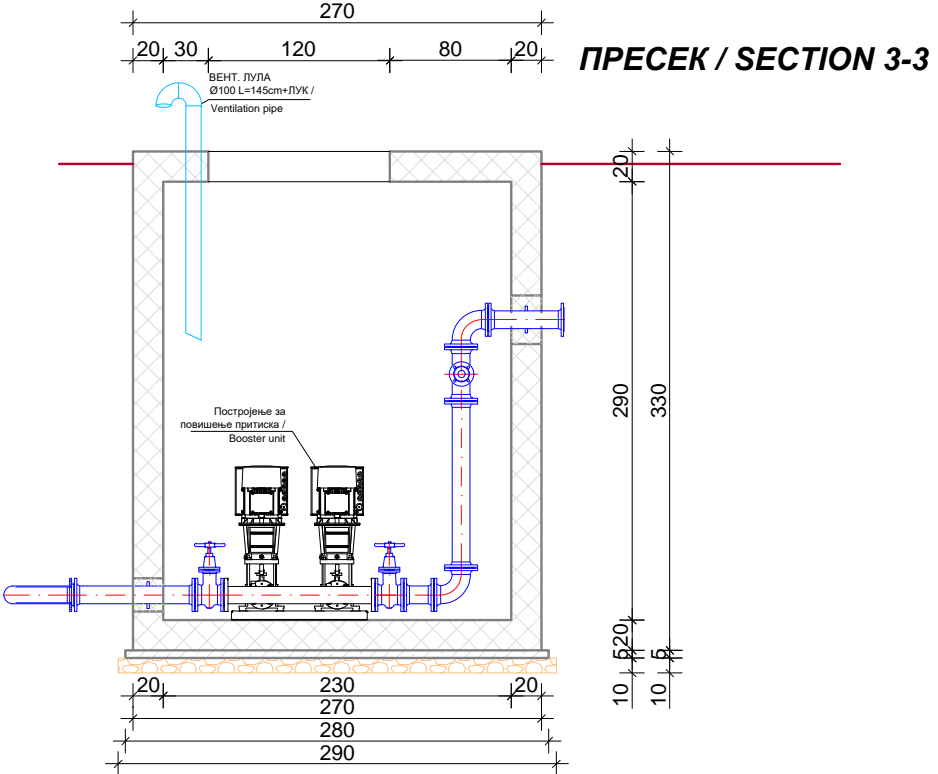 270
20 30 120 80 20
ПРЕСЕК / SECTION 3-3
ВЕНТ. ЛУЛА
Ø100 L=145cm+ЛУК /
Ventilation pipe
20
290
330
Постројење за
повишење притиска /
Booster unit
20
5
5
10
10
20 230 20
270
280
290